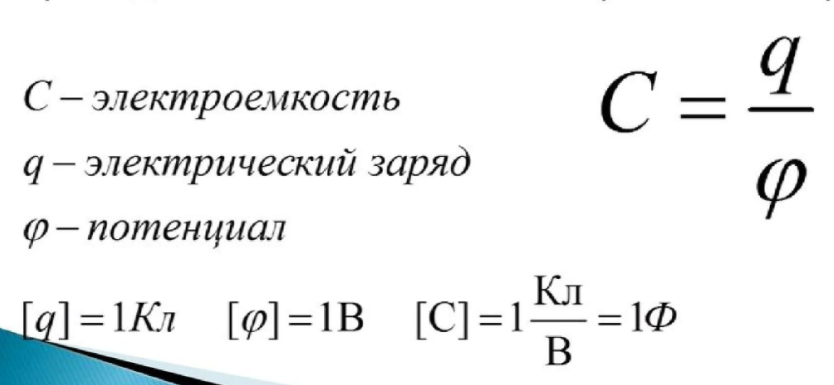 C – электроемкость
q – электрический заряд
φ – потенциал
C = q/φ
[q] = 1Кл [φ] = 1В [C] = 1 Кл/В = 1Ф